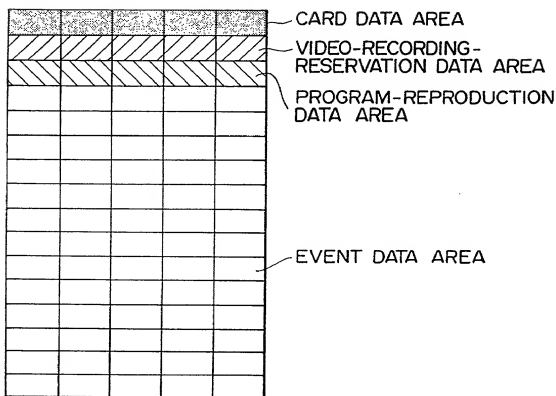 CARD DATA AREA
VIDEO-RECORDING-
RESERVATION DATA AREA
PROGRAM-REPRODUCTION
DATA AREA
EVENT DATA AREA